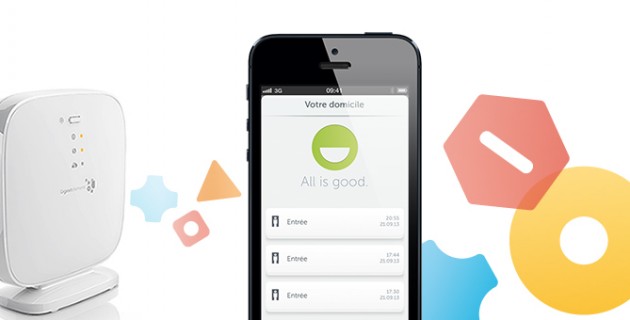 3G 09:41
Votre domicile
All is good.
Entrée
20:55
25.09.13
Entrée
17:44
25.09.13
Entrée
17:30
25.09.13